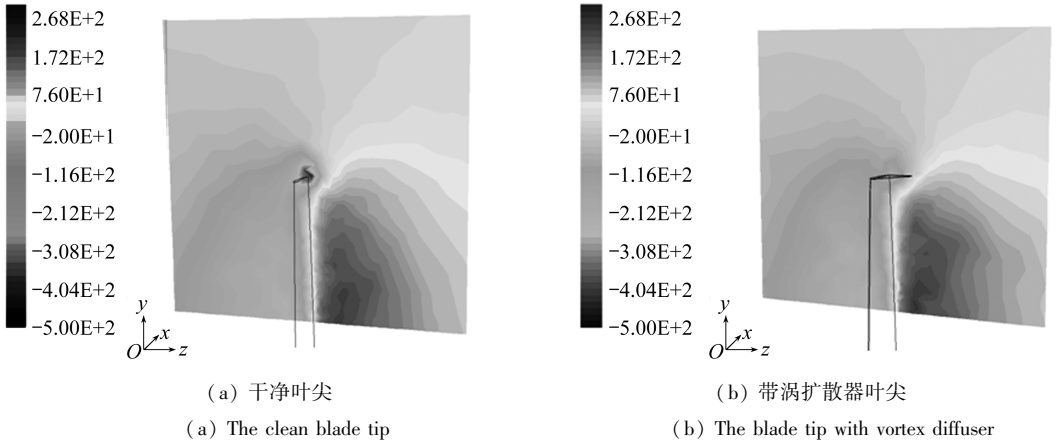 2.68E+2
1.72E+2
7.60E+1
−2.00E+1
−1.16E+2
−2.12E+2
−3.08E+2
−4.04E+2
−5.00E+2
y
x
O
z
(a) 干净叶尖
(a) The clean blade tip
2.68E+2
1.72E+2
7.60E+1
−2.00E+1
−1.16E+2
−2.12E+2
−3.08E+2
−4.04E+2
−5.00E+2
y
x
O
z
(b) 带涡扩散器叶尖
(b) The blade tip with vortex diffuser